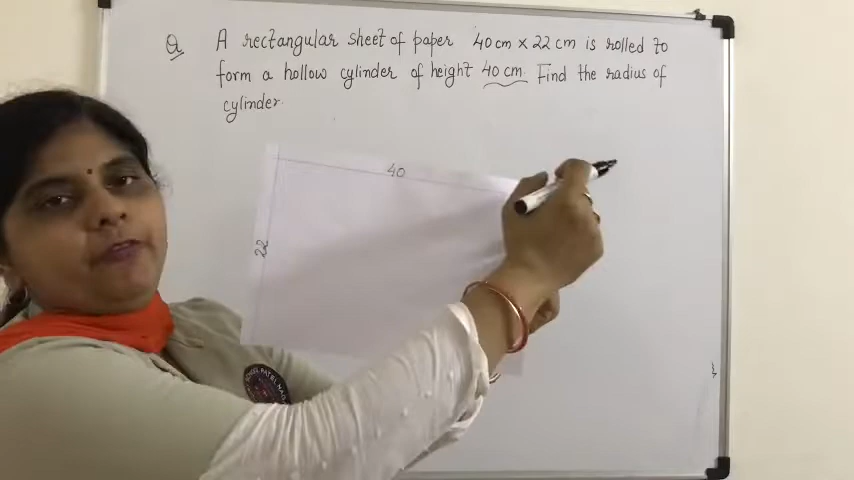 Q A rectangular sheet of paper 40 cm × 22 cm is rolled to
form a hollow cylinder of height 40 cm. Find the radius of
cylinder.
40
22